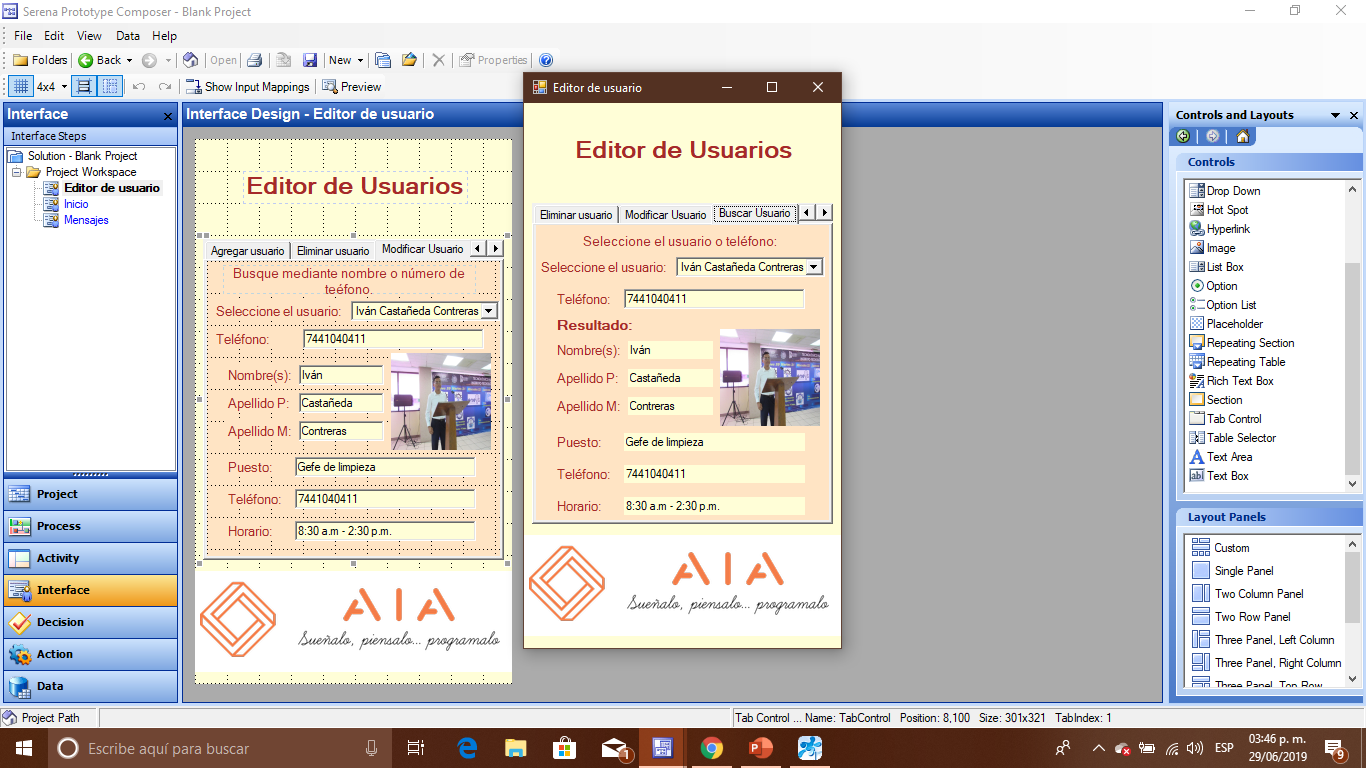 Serena Prototype Composer - Blank Project
File Edit View Data Help
Folders Back Open New Properties
4x4 Show Input Mappings Preview
Interface
Interface Steps
Solution - Blank Project
Project Workspace
Editor de usuario
Inicio
Mensajes
Project
Process
Activity
Interface
Decision
Action
Data
Interface Design - Editor de usuario
Editor de Usuarios
Agregar usuario Eliminar usuario Modificar Usuario
Busque mediante nombre o número de
teéfono.
Seleccione el usuario: Iván Castañeda Contreras
Teléfono: 7441040411
Nombre(s): Iván
Apellido P: Castañeda
Apellido M: Contreras
Puesto: Gefe de limpieza
Teléfono: 7441040411
Horario: 8:30 a.m - 2:30 p.m.
AIA
Sueñalo, piensalo... programalo
Editor de usuario
Editor de Usuarios
Eliminar usuario Modificar Usuario Buscar Usuario
Seleccione el usuario o teléfono:
Seleccione el usuario: Iván Castañeda Contreras
Teléfono: 7441040411
Resultado:
Nombre(s): Iván
Apellido P: Castañeda
Apellido M: Contreras
Puesto: Gefe de limpieza
Teléfono: 7441040411
Horario: 8:30 a.m - 2:30 p.m.
AIA
Sueñalo, piensalo... programalo
Controls and Layouts
Controls
Drop Down
Hot Spot
Hyperlink
Image
List Box
Option
Option List
Placeholder
Repeating Section
Repeating Table
Rich Text Box
Section
Tab Control
Table Selector
Text Area
Text Box
Layout Panels
Custom
Single Panel
Two Column Panel
Two Row Panel
Three Panel, Left Column
Three Panel, Right Column
Three Panel, Top Row
Project Path
Tab Control ... Name: TabControl Position: 8,100 Size: 301x321 TabIndex: 1
Escribe aquí para buscar
1
ESP
03:46 p. m.
29/06/2019
9